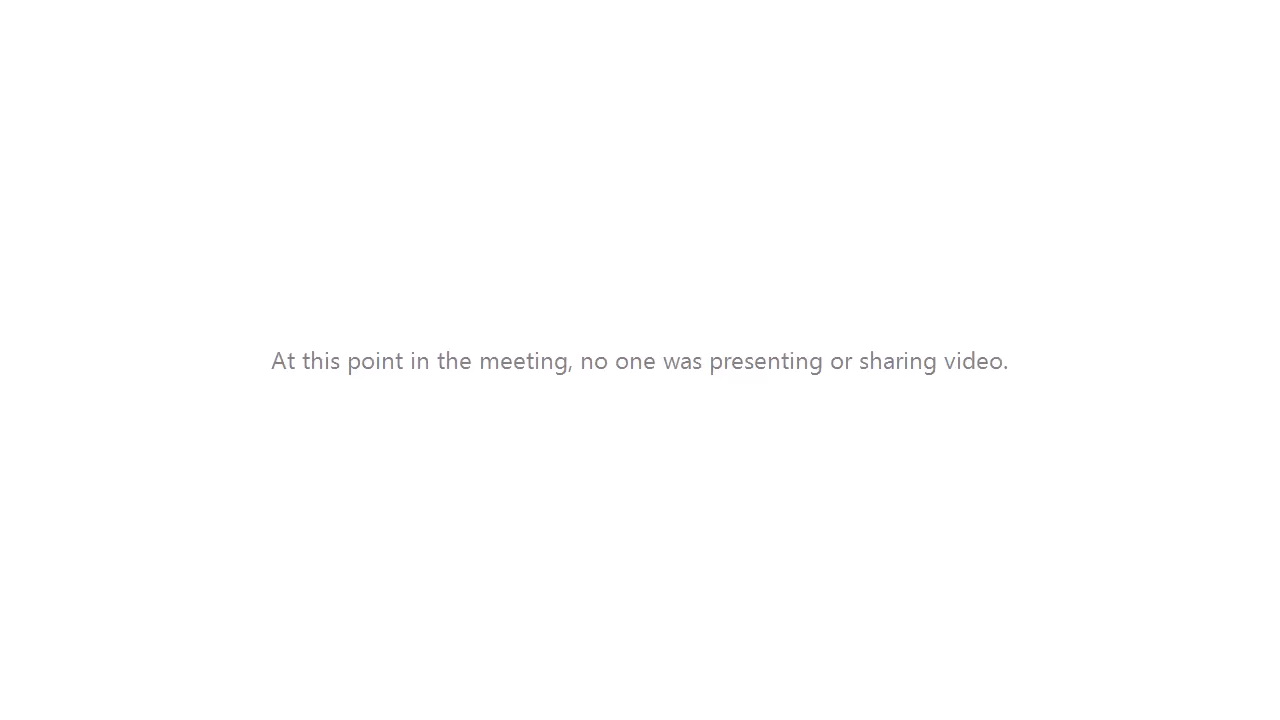 At this point in the meeting, no one was presenting or sharing video.